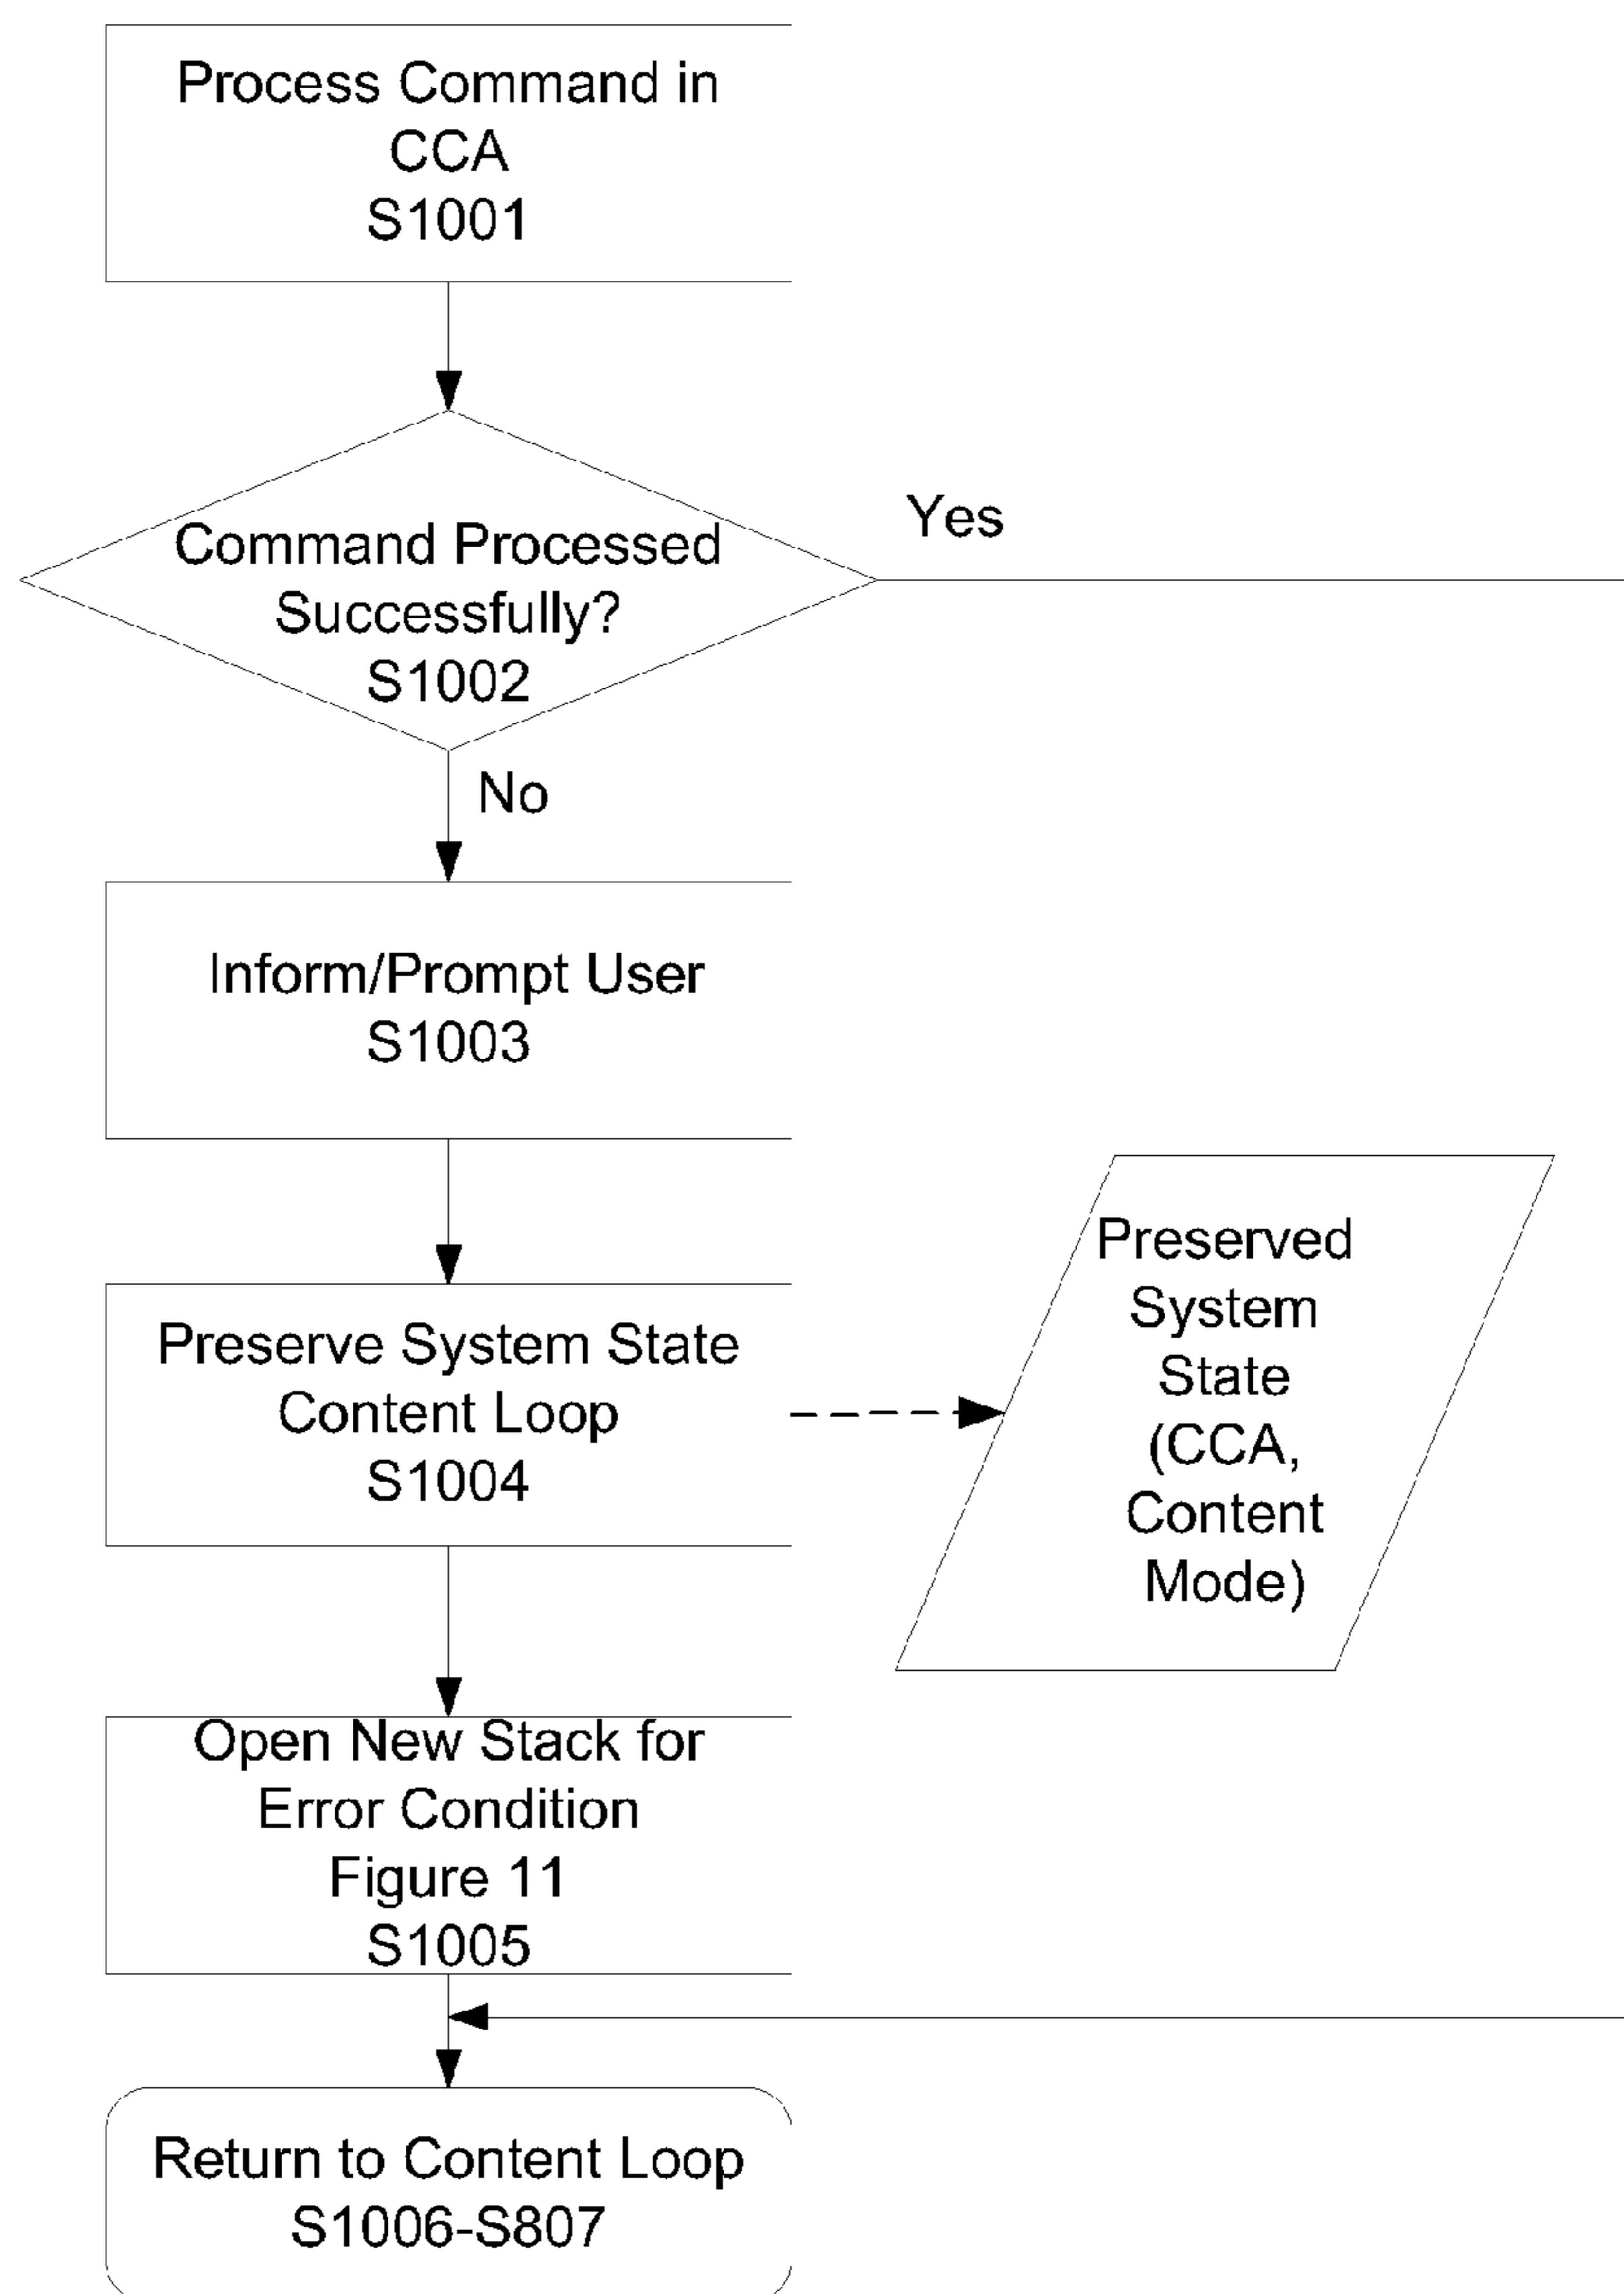 Process Command in
CCA
S1001
Command Processed
Successfully?
S1002
Yes
No
Inform/Prompt User
S1003
Preserve System State
Content Loop
S1004
Preserved
System
State
(CCA,
Content
Mode)
Open New Stack for
Error Condition
Figure 11
S1005
Return to Content Loop
S1006-S807